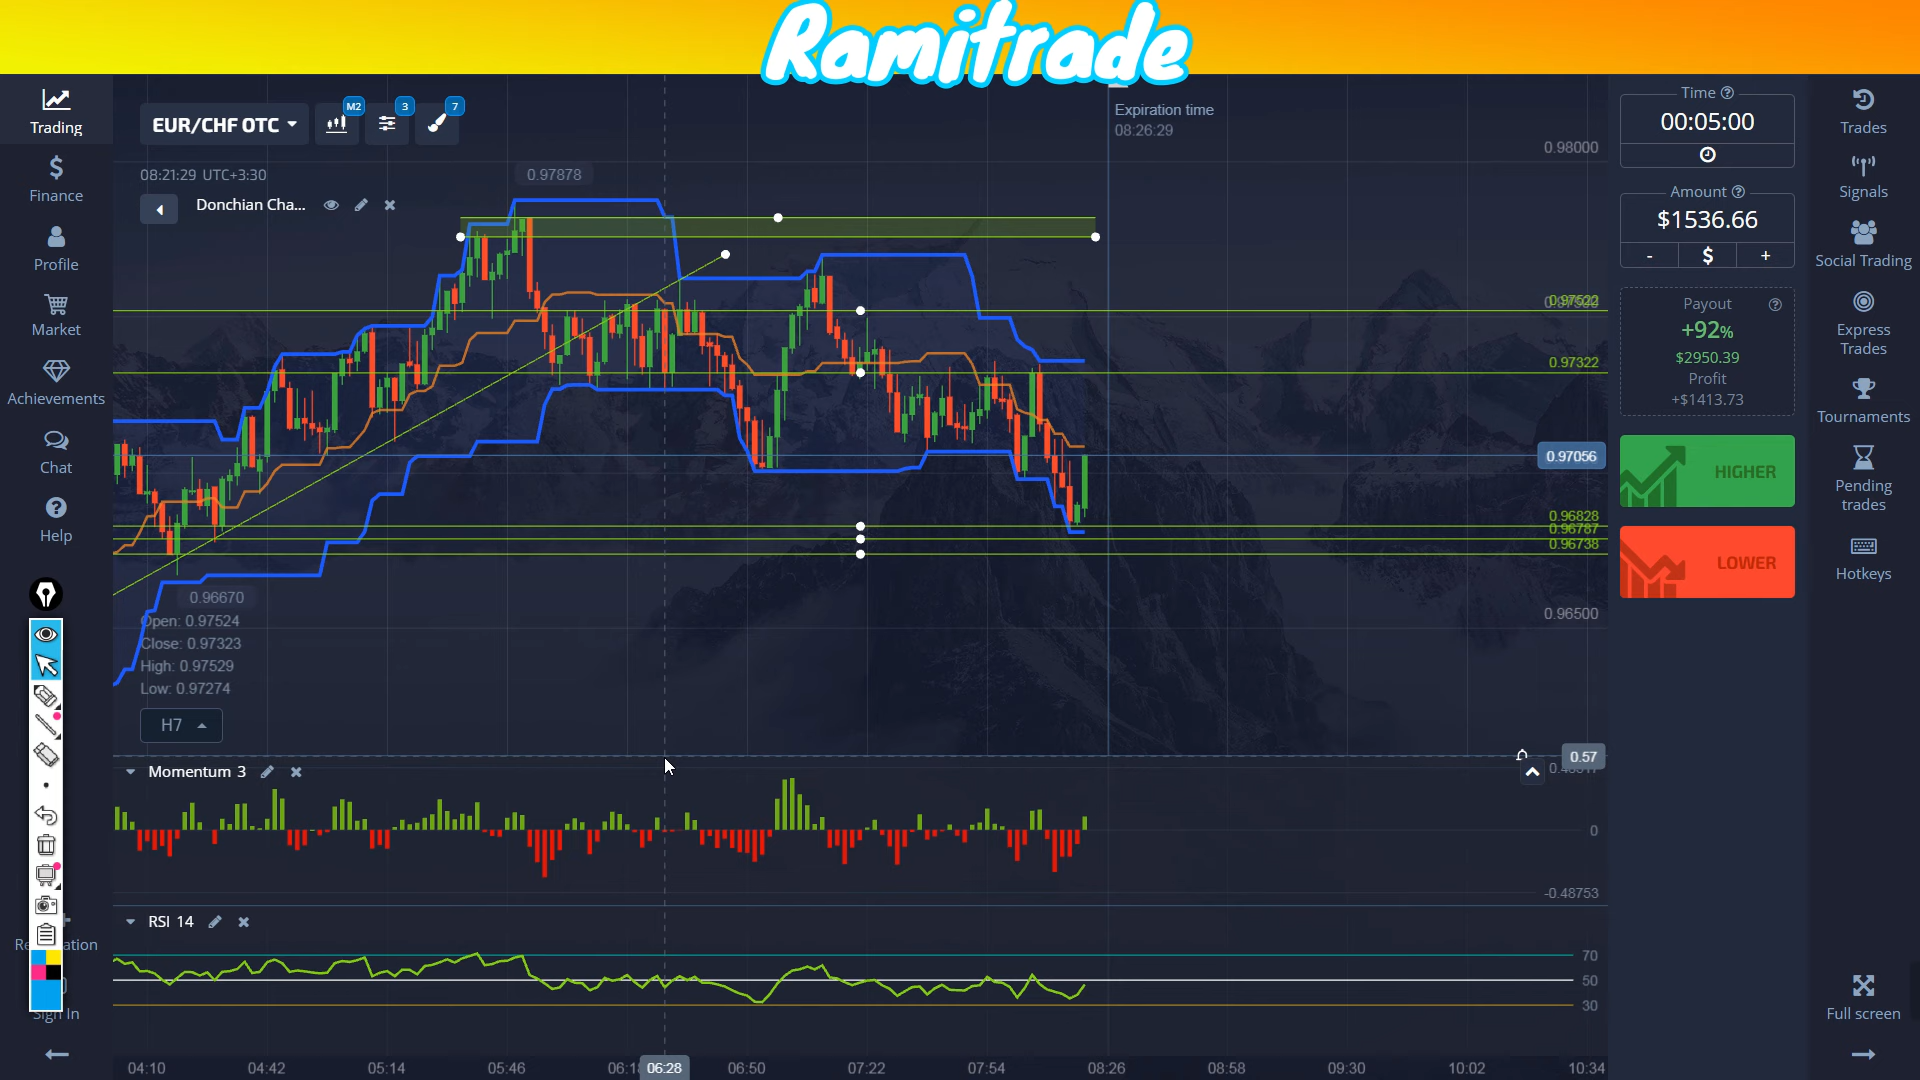 Ramitrade
Trading
Finance
Profile
Market
Achievements
Chat
Help
Sign In
EUR/CHF OTC
M2
3
7
08:21:29 UTC+3:30
Donchian Cha...
0.97878
Expiration time
08:26:29
0.98000
0.97522
0.97322
0.97056
0.96828
0.96787
0.96738
0.96500
0.96670
Open: 0.97524
Close: 0.97323
High: 0.97529
Low: 0.97274
H7
0.57
Momentum 3
0
-0.48753
RSI 14
70
50
30
04:10
04:42
05:14
05:46
06:28
06:50
07:22
07:54
08:26
08:58
09:30
10:02
10:34
Time
00:05:00
Amount
$1536.66
-
$
+
Payout
+92%
$2950.39
Profit
+$1413.73
HIGHER
LOWER
Trades
Signals
Social Trading
Express
Trades
Tournaments
Pending
trades
Hotkeys
Full screen